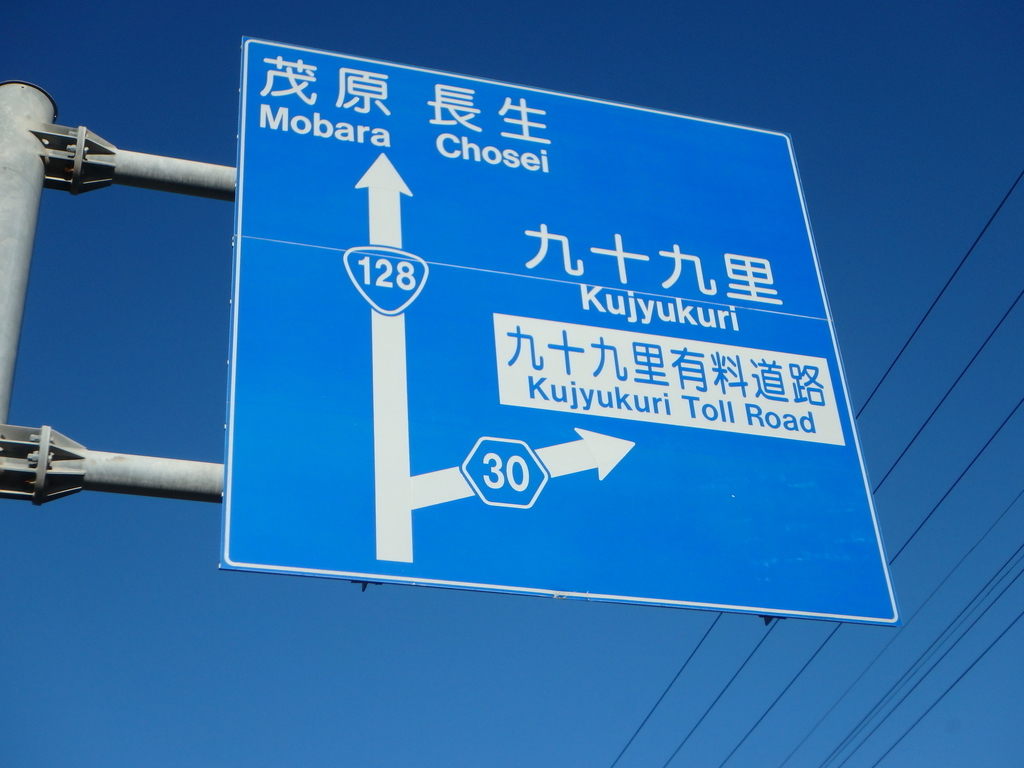 茂原 長生
Mobara Chosei
128
九十九里
Kujyukuri
九十九里有料道路
Kujyukuri Toll Road
30